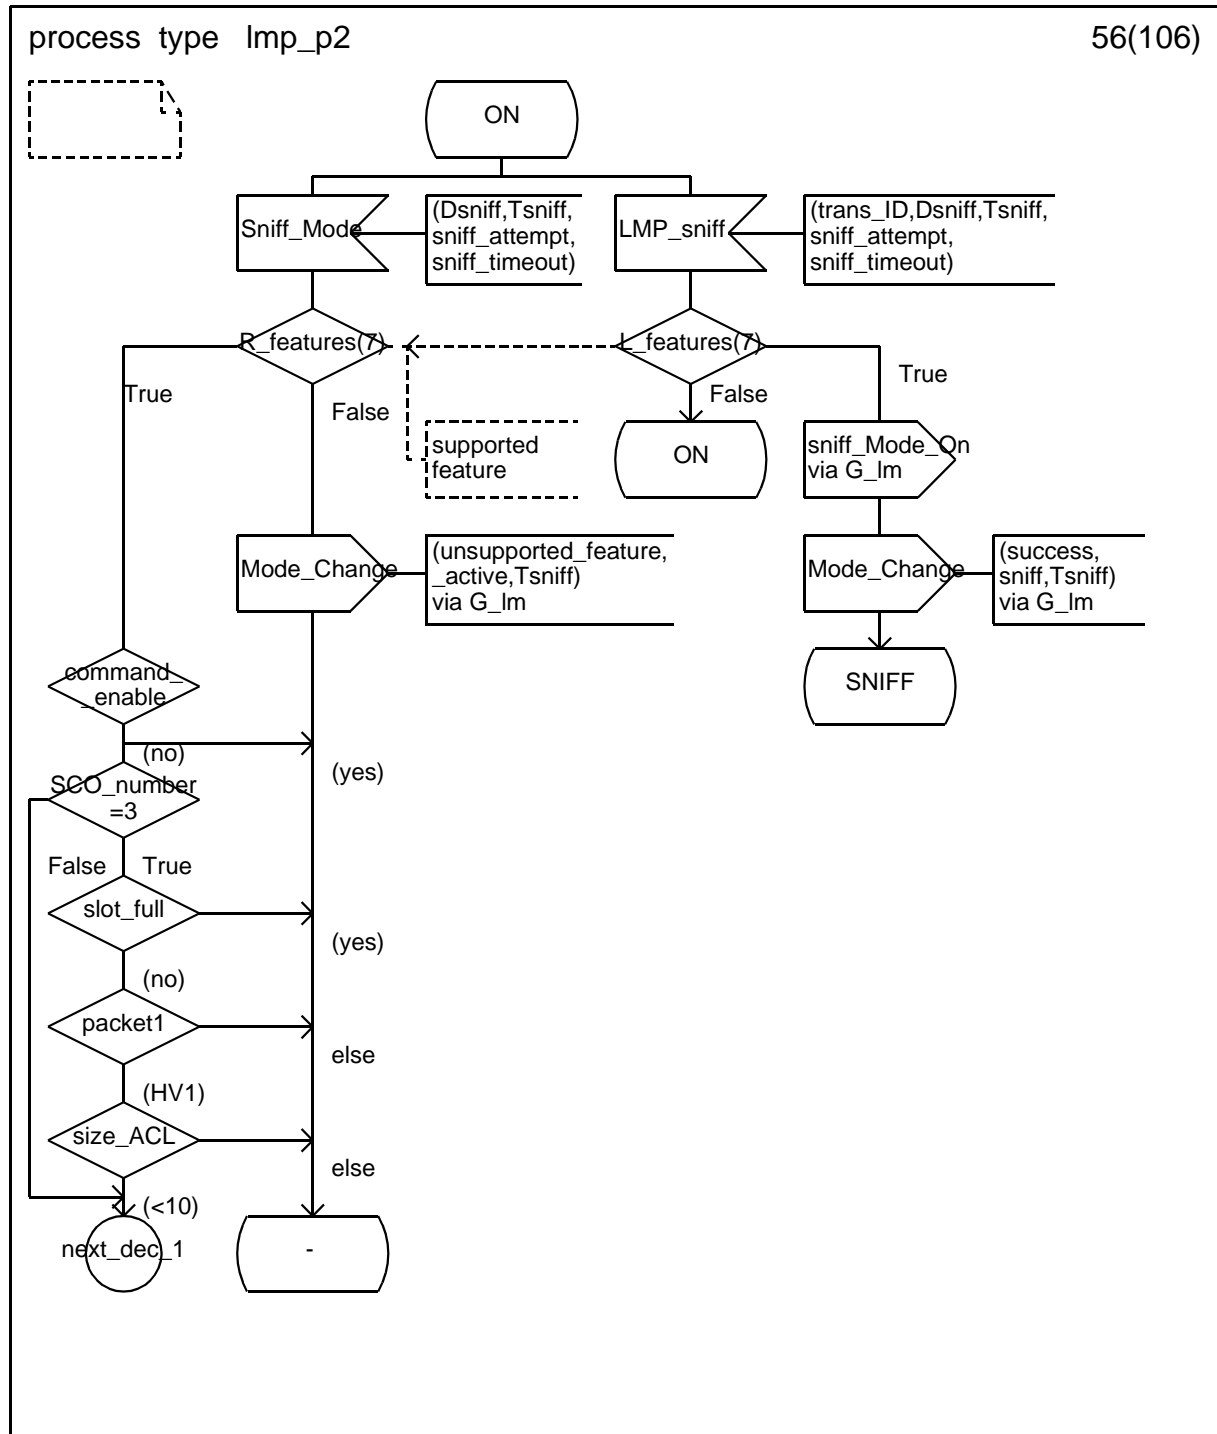 process type lmp_p2
56(106)
ON
Sniff_Mode
(Dsniff,Tsniff,
sniff_attempt,
sniff_timeout)
LMP_sniff
(trans_ID,Dsniff,Tsniff,
sniff_attempt,
sniff_timeout)
R_features(7)
L_features(7)
True
False
False
True
supported
feature
ON
sniff_Mode_On
via G_lm
Mode_Change
(unsupported_feature,
_active,Tsniff)
via G_lm
Mode_Change
(success,
sniff,Tsniff)
via G_lm
command_
_enable
SNIFF
(no)
(yes)
SCO_number
=3
False
True
slot_full
(yes)
(no)
packet1
else
(HV1)
size_ACL
else
(<10)
next_dec_1
-